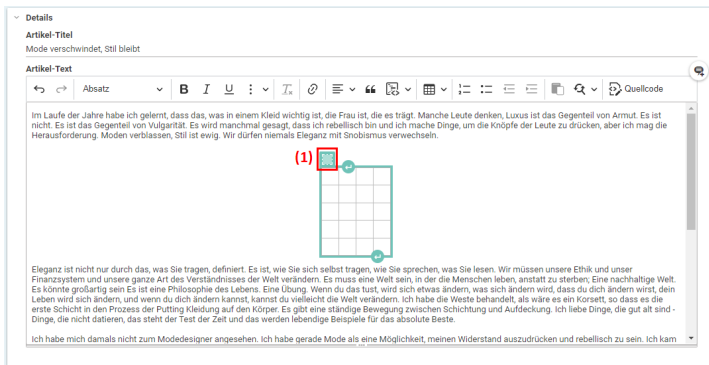 Details
Artikel-Titel
Mode verschwindet, Stil bleibt
Artikel-Text
Absatz
B I U
Quellcode
Im Laufe der Jahre habe ich gelernt, dass das, was in einem Kleid wichtig ist, die Frau ist, die es trägt. Manche Leute denken, Luxus ist das Gegenteil von Armut. Es ist
nicht. Es ist das Gegenteil von Vulgarität. Es wird manchmal gesagt, dass ich rebellisch bin und ich mache Dinge, um die Knöpfe der Leute zu drücken, aber ich mag die
Herausforderung. Moden verblassen, Stil ist ewig. Wir dürfen niemals Eleganz mit Snobismus verwechseln.
(1)
Eleganz ist nicht nur durch das, was Sie tragen, definiert. Es ist, wie Sie sich selbst tragen, wie Sie sprechen, was Sie lesen. Wir müssen unsere Ethik und unser
Finanzsystem und unsere ganze Art des Verständnisses der Welt verändern. Es muss eine Welt sein, in der die Menschen leben, anstatt zu sterben; Eine nachhaltige Welt.
Es könnte großartig sein Es ist eine Philosophie des Lebens. Eine Übung. Wenn du das tust, wird sich etwas ändern, was sich ändern wird, dass du dich ändern wirst, dein
Leben wird sich ändern, und wenn du dich ändern kannst, kannst du vielleicht die Welt verändern. Ich habe die Weste behandelt, als wäre es ein Korsett, so dass es die
erste Schicht in den Prozess der Putting Kleidung auf den Körper. Es gibt eine ständige Bewegung zwischen Schichtung und Aufdeckung. Ich liebe Dinge, die gut alt sind -
Dinge, die nicht datieren, das steht der Test der Zeit und das werden lebendige Beispiele für das absolute Beste.
Ich habe mich damals nicht zum Modedesigner angesehen. Ich habe gerade Mode als eine Möglichkeit, meinen Widerstand auszudrücken und rebellisch zu sein. Ich kam